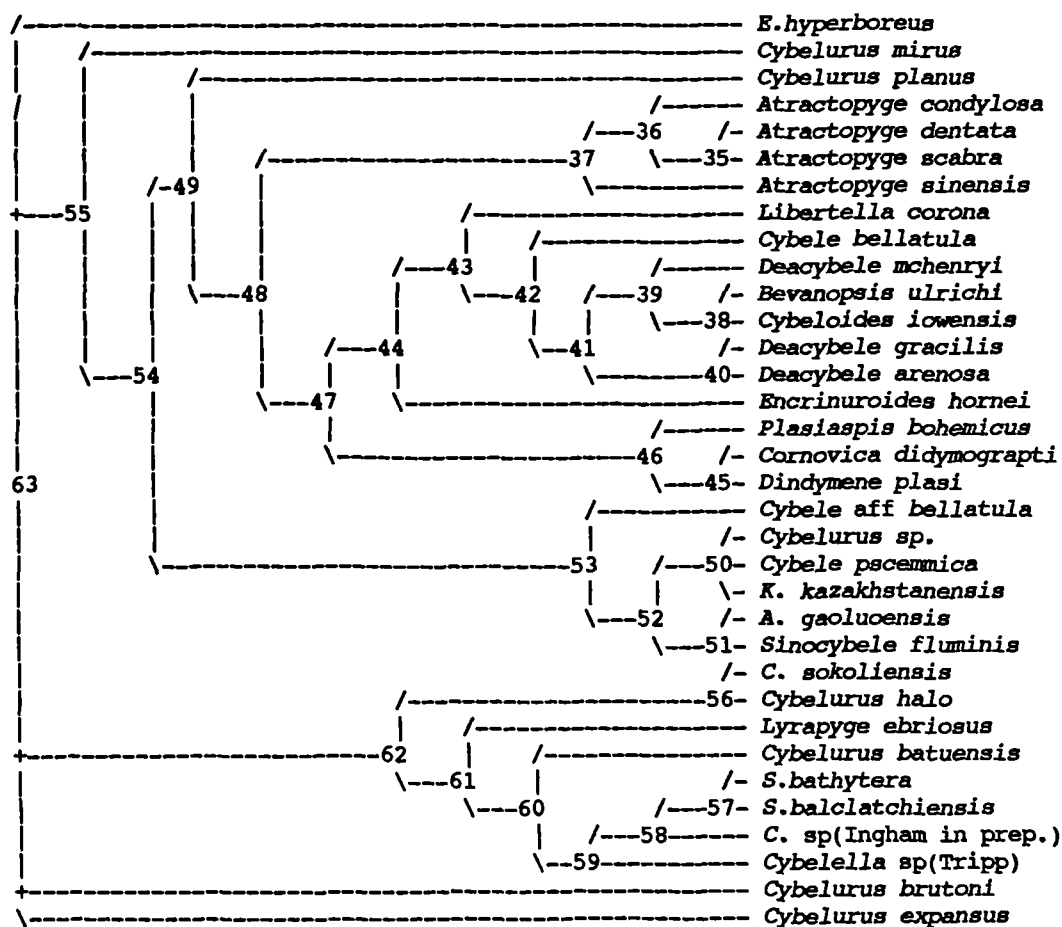 E.hyperboreus
Cybelurus mirus
Cybelurus planus
Atractopyge condylosa
36 Atractopyge dentata
37 35 Atractopyge scabra
49 Atractopyge sinensis
55 Libertella corona
Cybele bellatula
43 Deacybele mchenryi
48 42 39 Bevanopsis ulrichi
38 Cybeloides iowensis
44 41 Deacybele gracilis
54 40 Deacybele arenosa
47 Encrinuroides hornei
Plasiaspis bohemicus
46 Cornovica didymograpti
63 45 Dindymene plasi
Cybele aff bellatula
Cybelurus sp.
53 50 Cybele pscemmica
K. kazakhstanensis
52 A. gaoluoensis
51 Sinocybele fluminis
C. sokoliensis
56 Cybelurus halo
Lyrapyge ebriosus
62 Cybelurus batuensis
61 S.bathytera
60 57 S.balclatchiensis
58 C. sp(Ingham in prep.)
59 Cybelella sp(Tripp)
Cybelurus brutoni
Cybelurus expansus